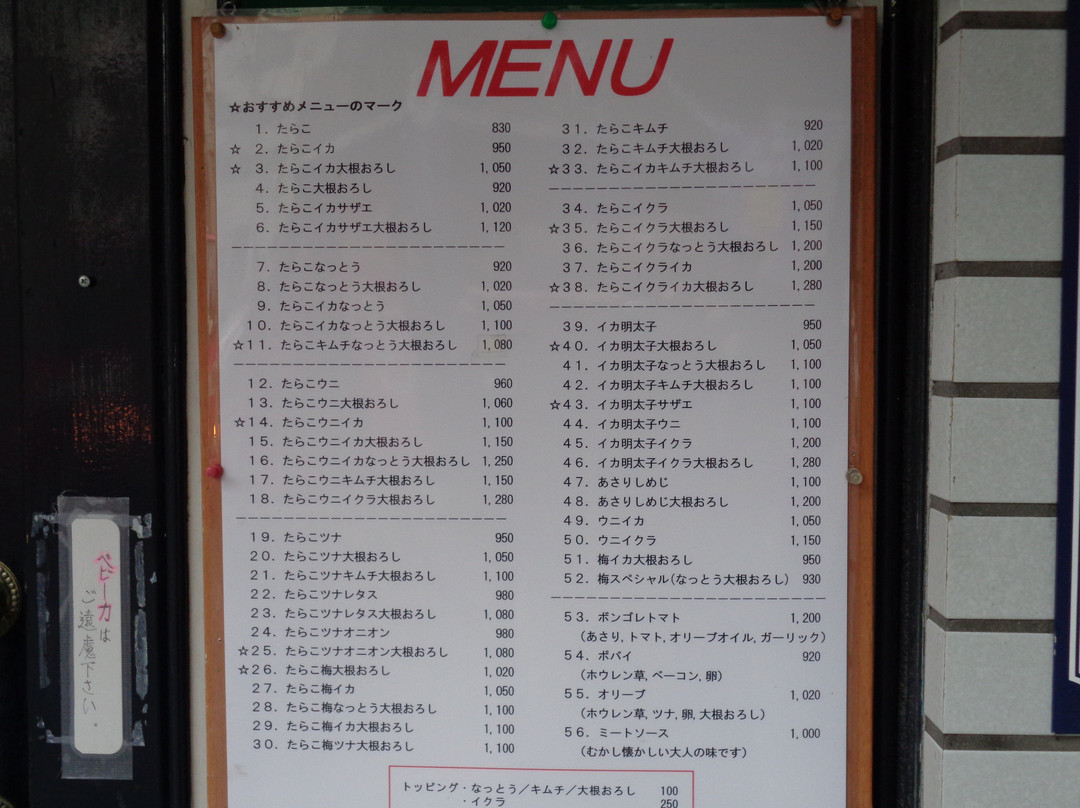 MENU
☆おすすめメニューのマーク
1．たらこ 830
☆ 2．たらこイカ 950
☆ 3．たらこイカ大根おろし 1,050
4．たらこ大根おろし 920
5．たらこイカサザエ 1,020
6．たらこイカサザエ大根おろし 1,120
7．たらこなっとう 920
8．たらこなっとう大根おろし 1,020
9．たらこイカなっとう 1,050
10．たらこイカなっとう大根おろし 1,100
☆11．たらこキムチなっとう大根おろし 1,080
12．たらこウニ 960
13．たらこウニ大根おろし 1,060
☆14．たらこウニイカ 1,100
15．たらこウニイカ大根おろし 1,150
16．たらこウニイカなっとう大根おろし 1,250
17．たらこウニキムチ大根おろし 1,150
18．たらこウニイクラ大根おろし 1,280
19．たらこツナ 950
20．たらこツナ大根おろし 1,050
21．たらこツナキムチ大根おろし 1,100
22．たらこツナレタス 980
23．たらこツナレタス大根おろし 1,080
24．たらこツナオニオン 980
☆25．たらこツナオニオン大根おろし 1,080
☆26．たらこ梅大根おろし 1,020
27．たらこ梅イカ 1,050
28．たらこ梅なっとう大根おろし 1,100
29．たらこ梅イカ大根おろし 1,100
30．たらこ梅ツナ大根おろし 1,100
31．たらこキムチ 920
32．たらこキムチ大根おろし 1,020
☆33．たらこイカキムチ大根おろし 1,100
34．たらこイクラ 1,050
☆35．たらこイクラ大根おろし 1,150
36．たらこイクラなっとう大根おろし 1,200
37．たらこイクライカ 1,200
☆38．たらこイクライカ大根おろし 1,280
39．イカ明太子 950
☆40．イカ明太子大根おろし 1,050
41．イカ明太子なっとう大根おろし 1,100
42．イカ明太子キムチ大根おろし 1,100
☆43．イカ明太子サザエ 1,100
44．イカ明太子ウニ 1,100
45．イカ明太子イクラ 1,200
46．イカ明太子イクラ大根おろし 1,280
47．あさりしめじ 1,100
48．あさりしめじ大根おろし 1,200
49．ウニイカ 1,050
50．ウニイクラ 1,150
51．梅イカ大根おろし 950
52．梅スペシャル(なっとう大根おろし) 930
53．ボンゴレトマト 1,200
(あさり,トマト,オリーブオイル,ガーリック)
54．ポパイ 920
(ホウレン草,ベーコン,卵)
55．オリーブ 1,020
(ホウレン草,ツナ,卵,大根おろし)
56．ミートソース 1,000
(むかし懐かしい大人の味です)
トッピング・なっとう／キムチ／大根おろし 100
・イクラ 250
ベビーカは
ご遠慮下さい。